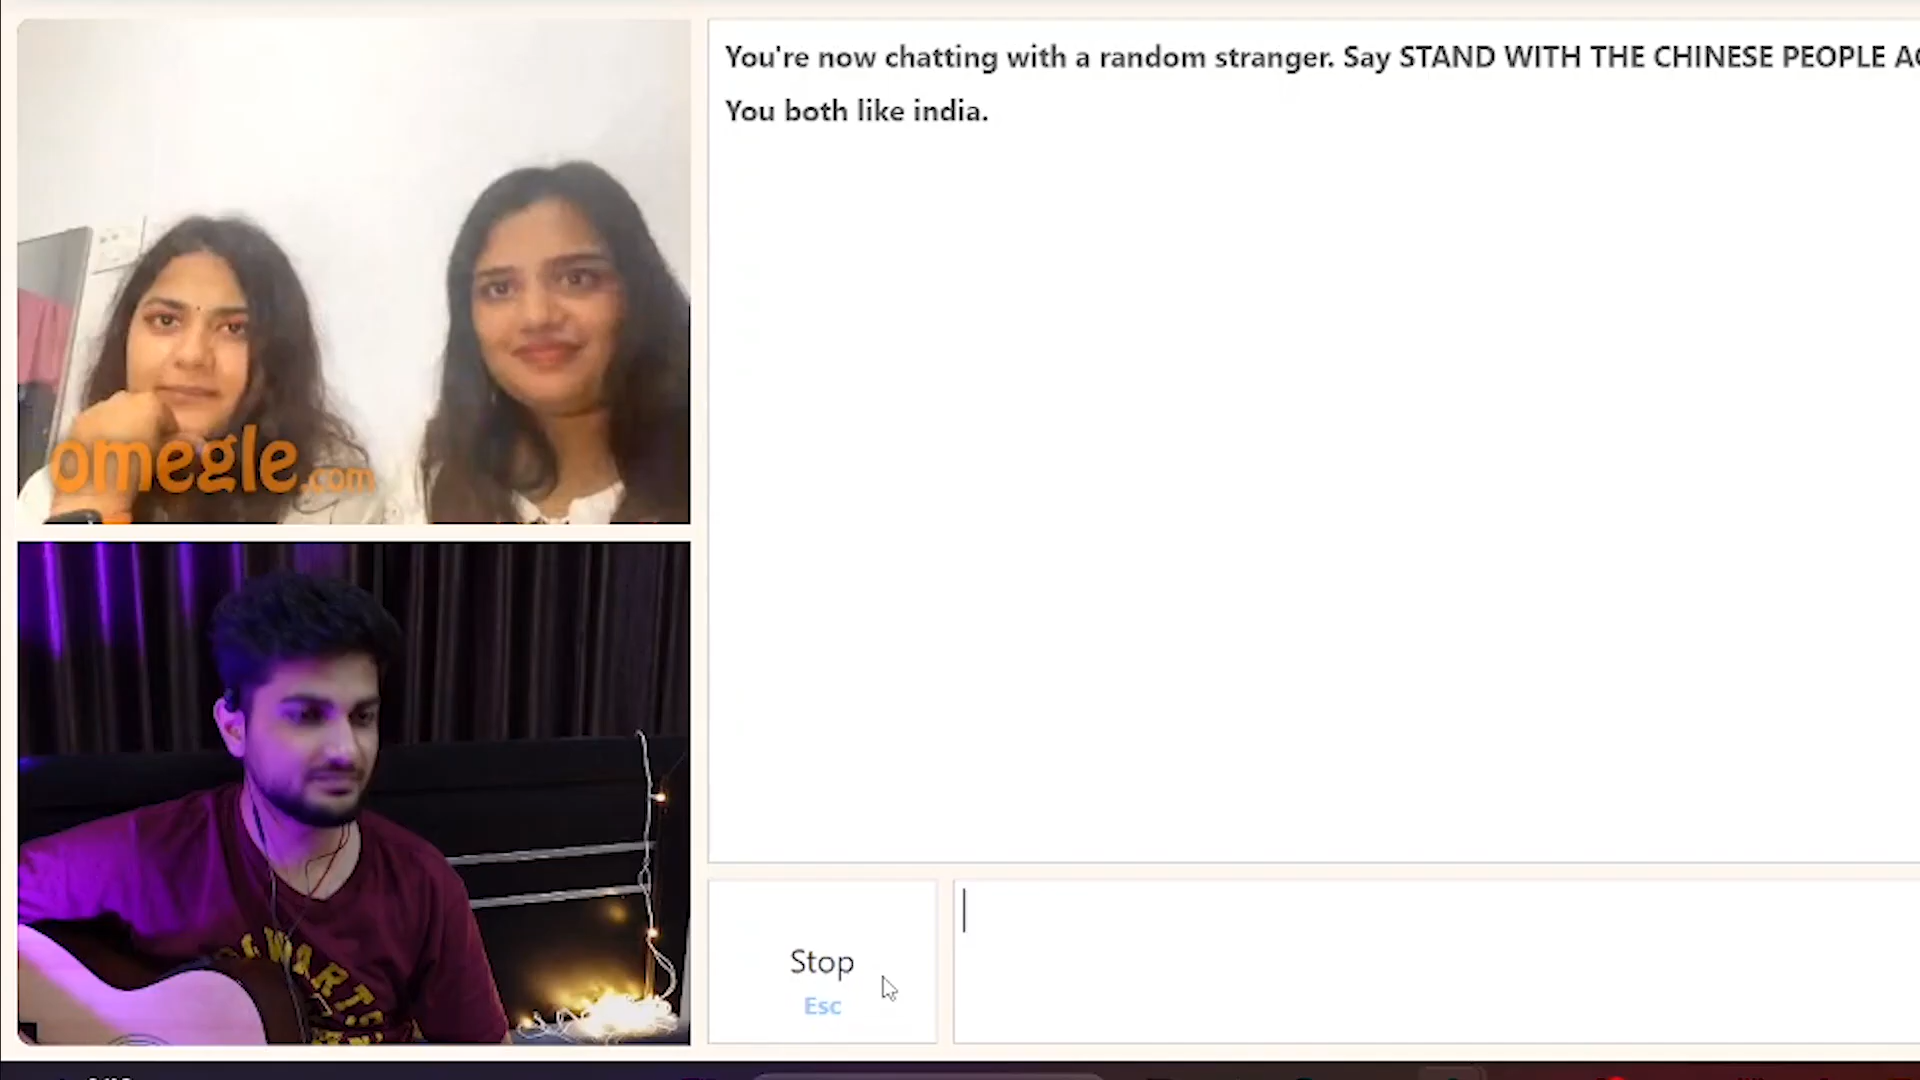 You're now chatting with a random stranger. Say STAND WITH THE CHINESE PEOPLE
You both like india.
omegle.com
WARTS
Stop
Esc